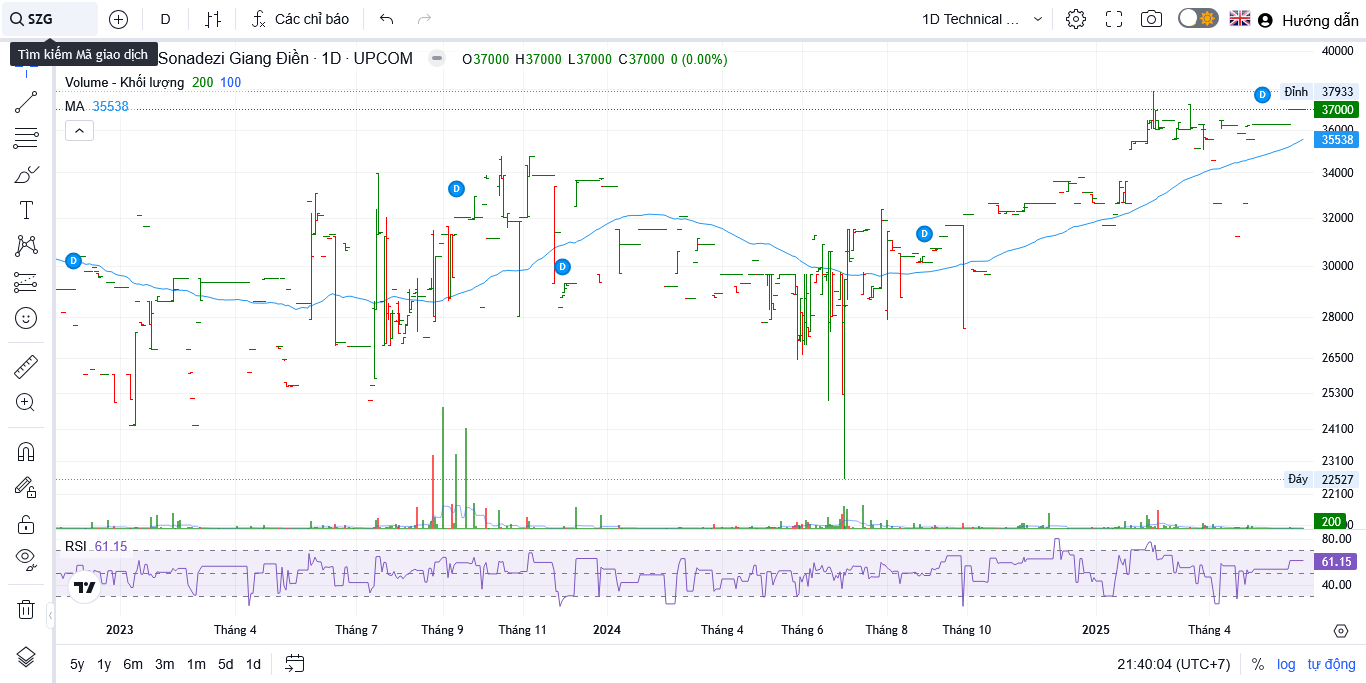 SZG
D
Các chỉ báo
1D Technical ...
Hướng dẫn
Tìm kiếm Mã giao dịch
Sonadezi Giang Điền · 1D · UPCOM
O37000 H37000 L37000 C37000 0 (0.00%)
Volume - Khối lượng 200 100
MA 35538
40000
Đỉnh 37933
37000
36000
35538
34000
32000
30000
28000
26500
25300
24100
23100
Đáy 22527
22100
200
D
D
D
D
D
RSI 61.15
80.00
61.15
40.00
2023 Tháng 4 Tháng 7 Tháng 9 Tháng 11 2024 Tháng 4 Tháng 6 Tháng 8 Tháng 10 2025 Tháng 4
5y 1y 6m 3m 1m 5d 1d
21:40:04 (UTC+7) % log tự động